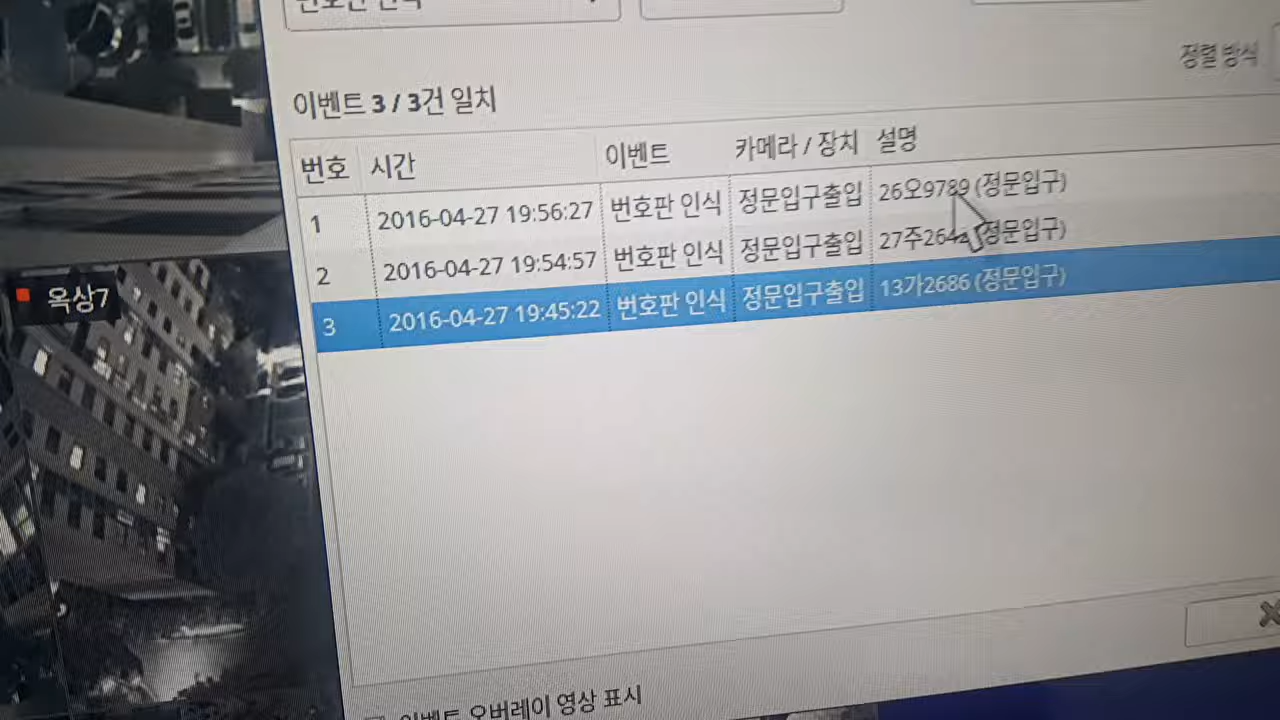 번호판 인식
정렬 방식
이벤트 3 / 3건 일치
번호 시간 이벤트 카메라 / 장치 설명
1 2016-04-27 19:56:27 번호판 인식 정문입구출입 26오9789 (정문입구)
2 2016-04-27 19:54:57 번호판 인식 정문입구출입 (정문입구)
3 2016-04-27 19:45:22 번호판 인식 정문입구출입 13가2686 (정문입구)
옥상7
이벤트 오버레이 영상 표시